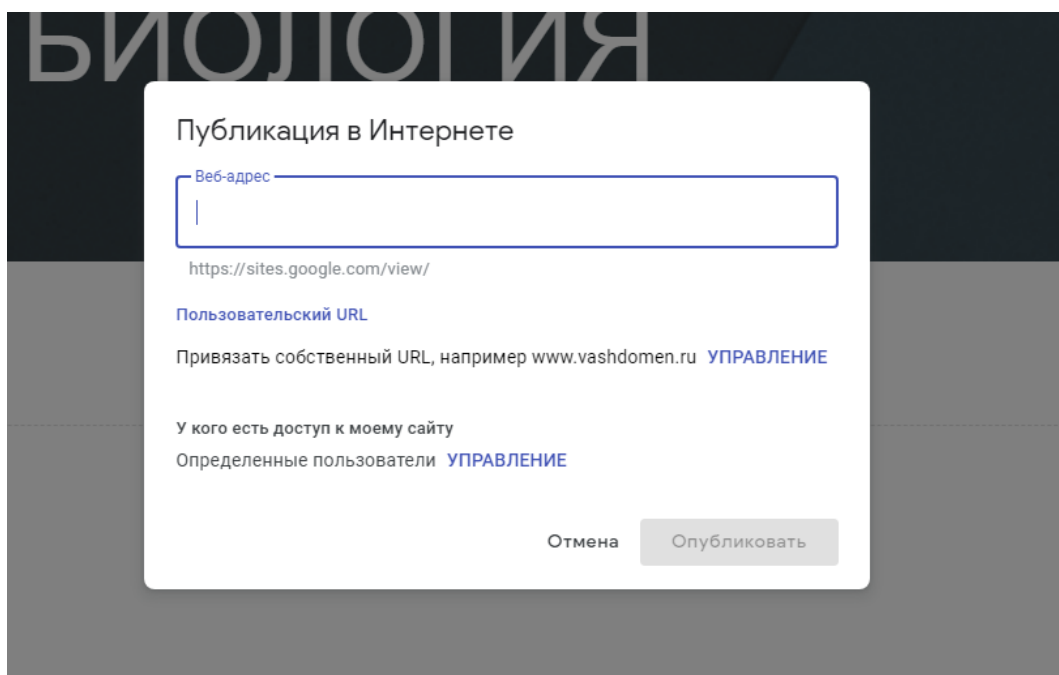 БИОЛОГИЯ
Публикация в Интернете
Веб-адрес
https://sites.google.com/view/
Пользовательский URL
Привязать собственный URL, например www.vashdomen.ru УПРАВЛЕНИЕ
У кого есть доступ к моему сайту
Определенные пользователи УПРАВЛЕНИЕ
Отмена Опубликовать